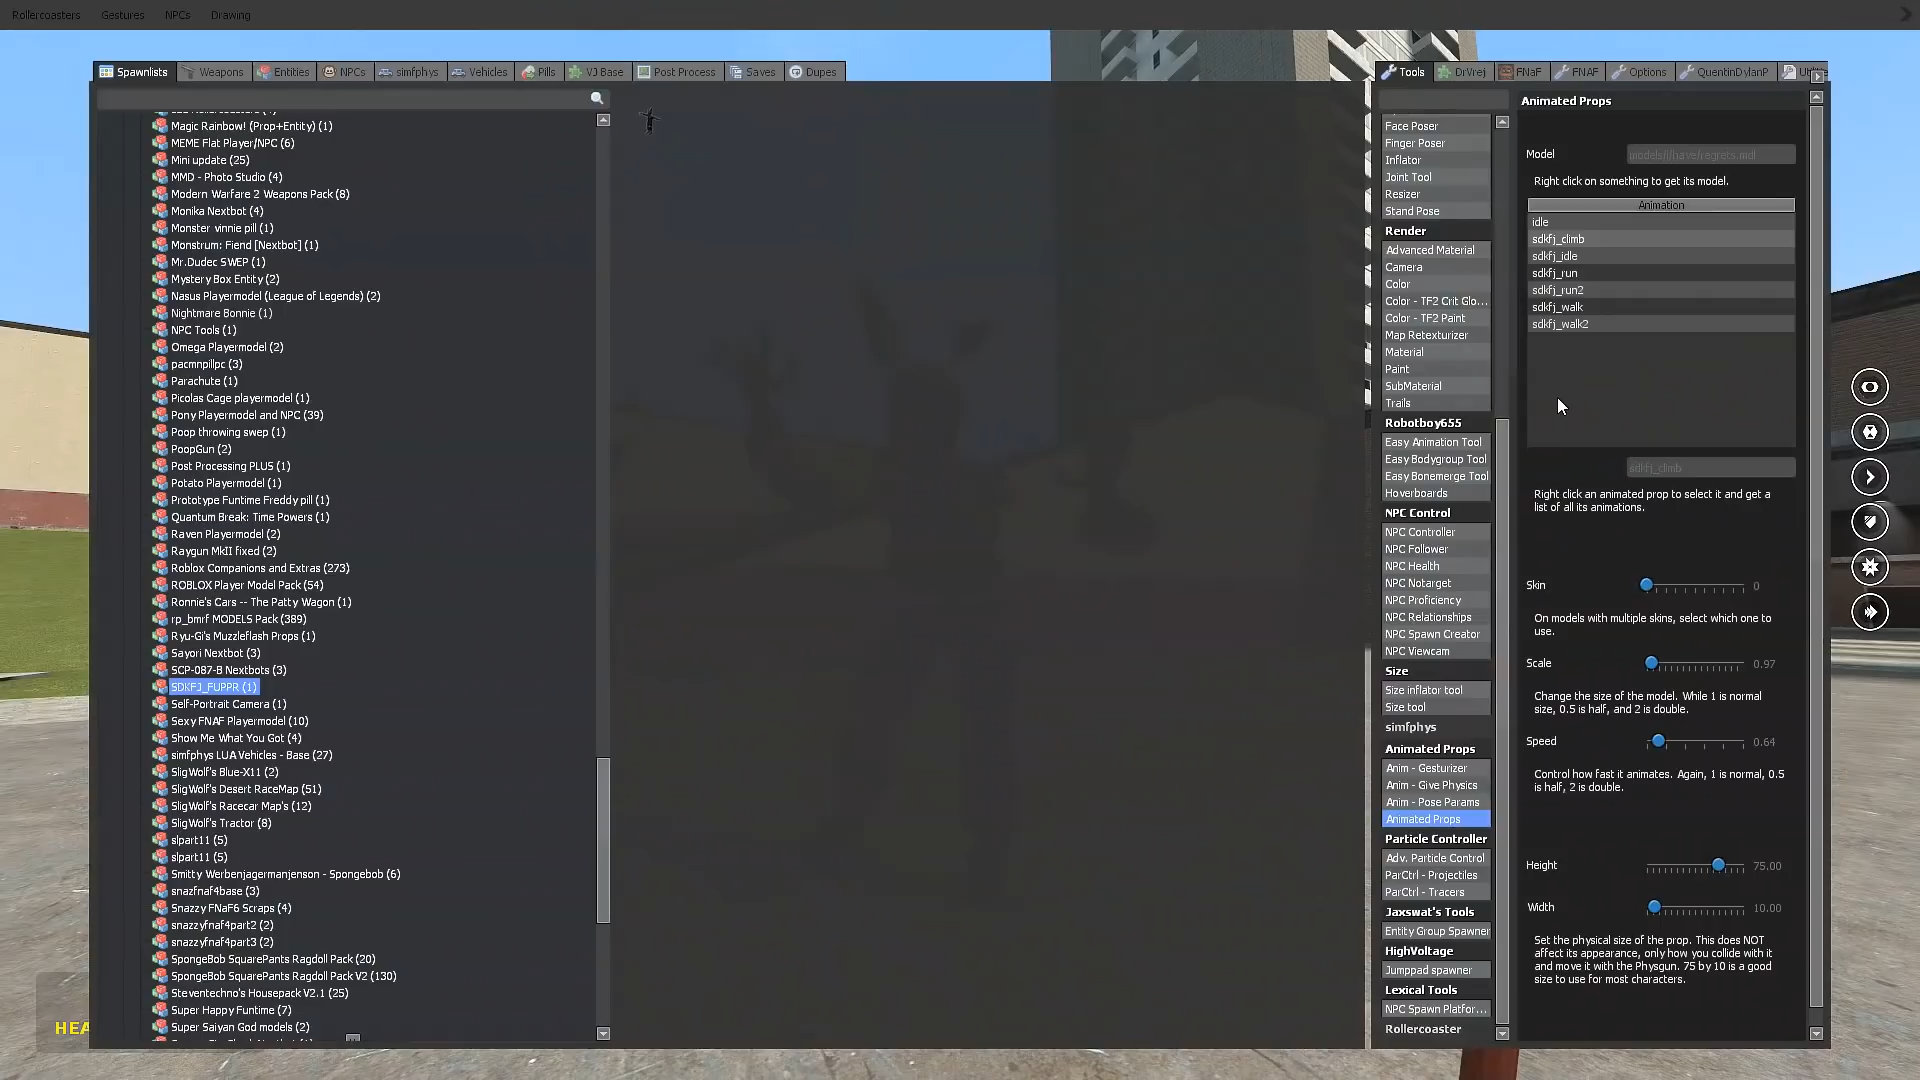 Rollercoasters Gestures NPCs Drawing
Spawnlists Weapons Entities NPCs simfphys Vehicles Pills VJ Base Post Process Saves Dupes
Magic Rainbow! (Prop+Entity) (1)
MEME Flat Player/NPC (6)
Mini update (25)
MMD - Photo Studio (4)
Modern Warfare 2 Weapons Pack (8)
Monika Nextbot (4)
Monster vinnie pill (1)
Monstrum: Fiend [Nextbot] (1)
Mr.Dudec SWEP (1)
Mystery Box Entity (2)
Nasus Playermodel (League of Legends) (2)
Nightmare Bonnie (1)
NPC Tools (1)
Omega Playermodel (2)
pacmnpillpc (3)
Parachute (1)
Picolas Cage playermodel (1)
Pony Playermodel and NPC (39)
Poop throwing swep (1)
PoopGun (2)
Post Processing PLUS (1)
Potato Playermodel (1)
Prototype Funtime Freddy pill (1)
Quantum Break: Time Powers (1)
Raven Playermodel (2)
Raygun MkII fixed (2)
Roblox Companions and Extras (273)
ROBLOX Player Model Pack (54)
Ronnie's Cars -- The Patty Wagon (1)
rp_bmrf MODELS Pack (389)
Ryu-Gi's Muzzleflash Props (1)
Sayori Nextbot (3)
SCP-087-B Nextbots (3)
SDKFJ_FUPPR (1)
Self-Portrait Camera (1)
Sexy FNAF Playermodel (10)
Show Me What You Got (4)
simfphys LUA Vehicles - Base (27)
SligWolf's Blue-X11 (2)
SligWolf's Desert RaceMap (51)
SligWolf's Racecar Map's (12)
SligWolf's Tractor (8)
slpart11 (5)
slpart11 (5)
Smitty Werbenjagermanjenson - Spongebob (6)
snazfnaf4base (3)
Snazzy FNaF6 Scraps (4)
snazzyfnaf4part2 (2)
snazzyfnaf4part3 (2)
SpongeBob SquarePants Ragdoll Pack (20)
SpongeBob SquarePants Ragdoll Pack V2 (130)
Steventechno's Housepack V2.1 (25)
Super Happy Funtime (7)
Super Saiyan God models (2)
HEA
Tools DrVrej FNaF FNAF Options QuentinDylanP Utili
Face Poser
Finger Poser
Inflator
Joint Tool
Resizer
Stand Pose
Render
Advanced Material
Camera
Color
Color - TF2 Crit Glo...
Color - TF2 Paint
Map Retexturizer
Material
Paint
SubMaterial
Trails
Robotboy655
Easy Animation Tool
Easy Bodygroup Tool
Easy Bonemerge Tool
Hoverboards
NPC Control
NPC Controller
NPC Follower
NPC Health
NPC Notarget
NPC Proficiency
NPC Relationships
NPC Spawn Creator
NPC Viewcam
Size
Size inflator tool
Size tool
simfphys
Animated Props
Anim - Gesturizer
Anim - Give Physics
Anim - Pose Params
Animated Props
Particle Controller
Adv. Particle Control
ParCtrl - Projectiles
ParCtrl - Tracers
Jaxswat's Tools
Entity Group Spawner
HighVoltage
Jumppad spawner
Lexical Tools
NPC Spawn Platfor...
Rollercoaster
Animated Props
Model models/i/have/regrets.mdl
Right click on something to get its model.
Animation
idle
sdkfj_climb
sdkfj_idle
sdkfj_run
sdkfj_run2
sdkfj_walk
sdkfj_walk2
sdkfj_climb
Right click an animated prop to select it and get a
list of all its animations.
Skin 0
On models with multiple skins, select which one to
use.
Scale 0.97
Change the size of the model. While 1 is normal
size, 0.5 is half, and 2 is double.
Speed 0.64
Control how fast it animates. Again, 1 is normal, 0.5
is half, 2 is double.
Height 75.00
Width 10.00
Set the physical size of the prop. This does NOT
affect its appearance, only how you collide with it
and move it with the Physgun. 75 by 10 is a good
size to use for most characters.